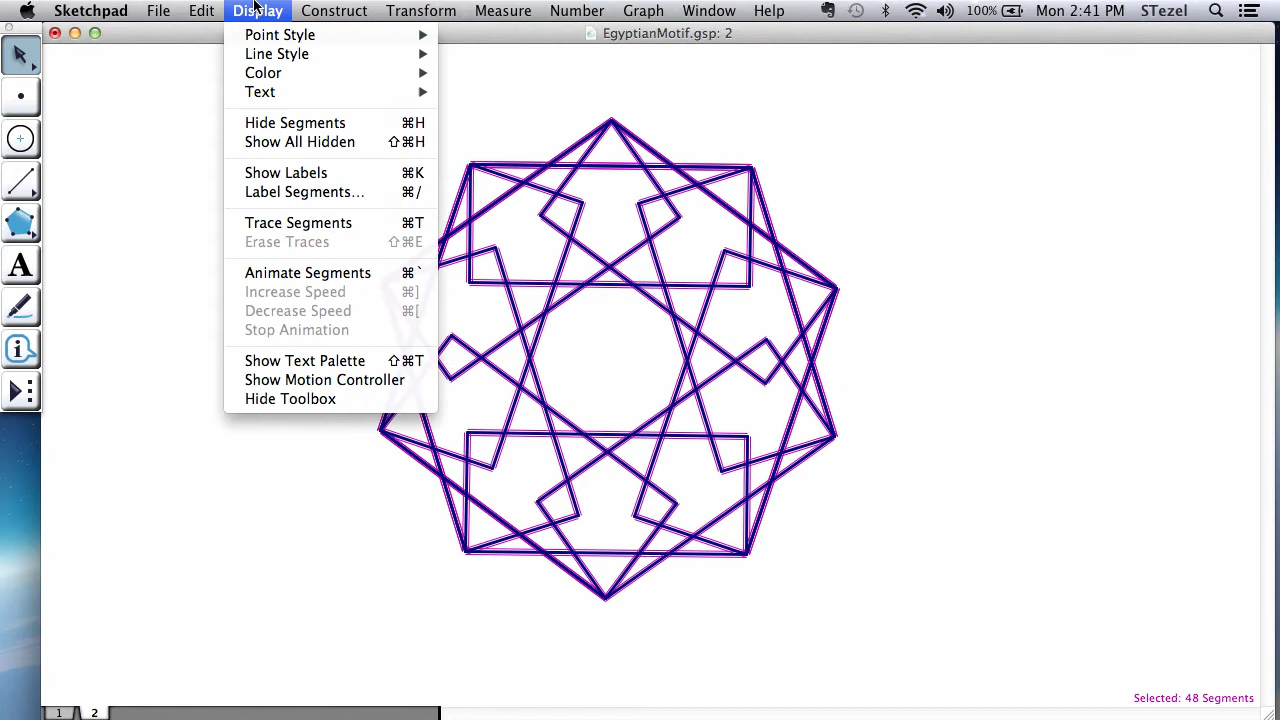 Sketchpad File Edit Display Construct Transform Measure Number Graph Window Help 100% Mon 2:41 PM STezel
EgyptianMotif.gsp: 2
Point Style
Line Style
Color
Text
Hide Segments ⌘H
Show All Hidden ⇧⌘H
Show Labels ⌘K
Label Segments... ⌘/
Trace Segments ⌘T
Erase Traces ⇧⌘E
Animate Segments ⌘`
Increase Speed ⌘]
Decrease Speed ⌘[
Stop Animation
Show Text Palette ⇧⌘T
Show Motion Controller
Hide Toolbox
A
i
Selected: 48 Segments
1 2